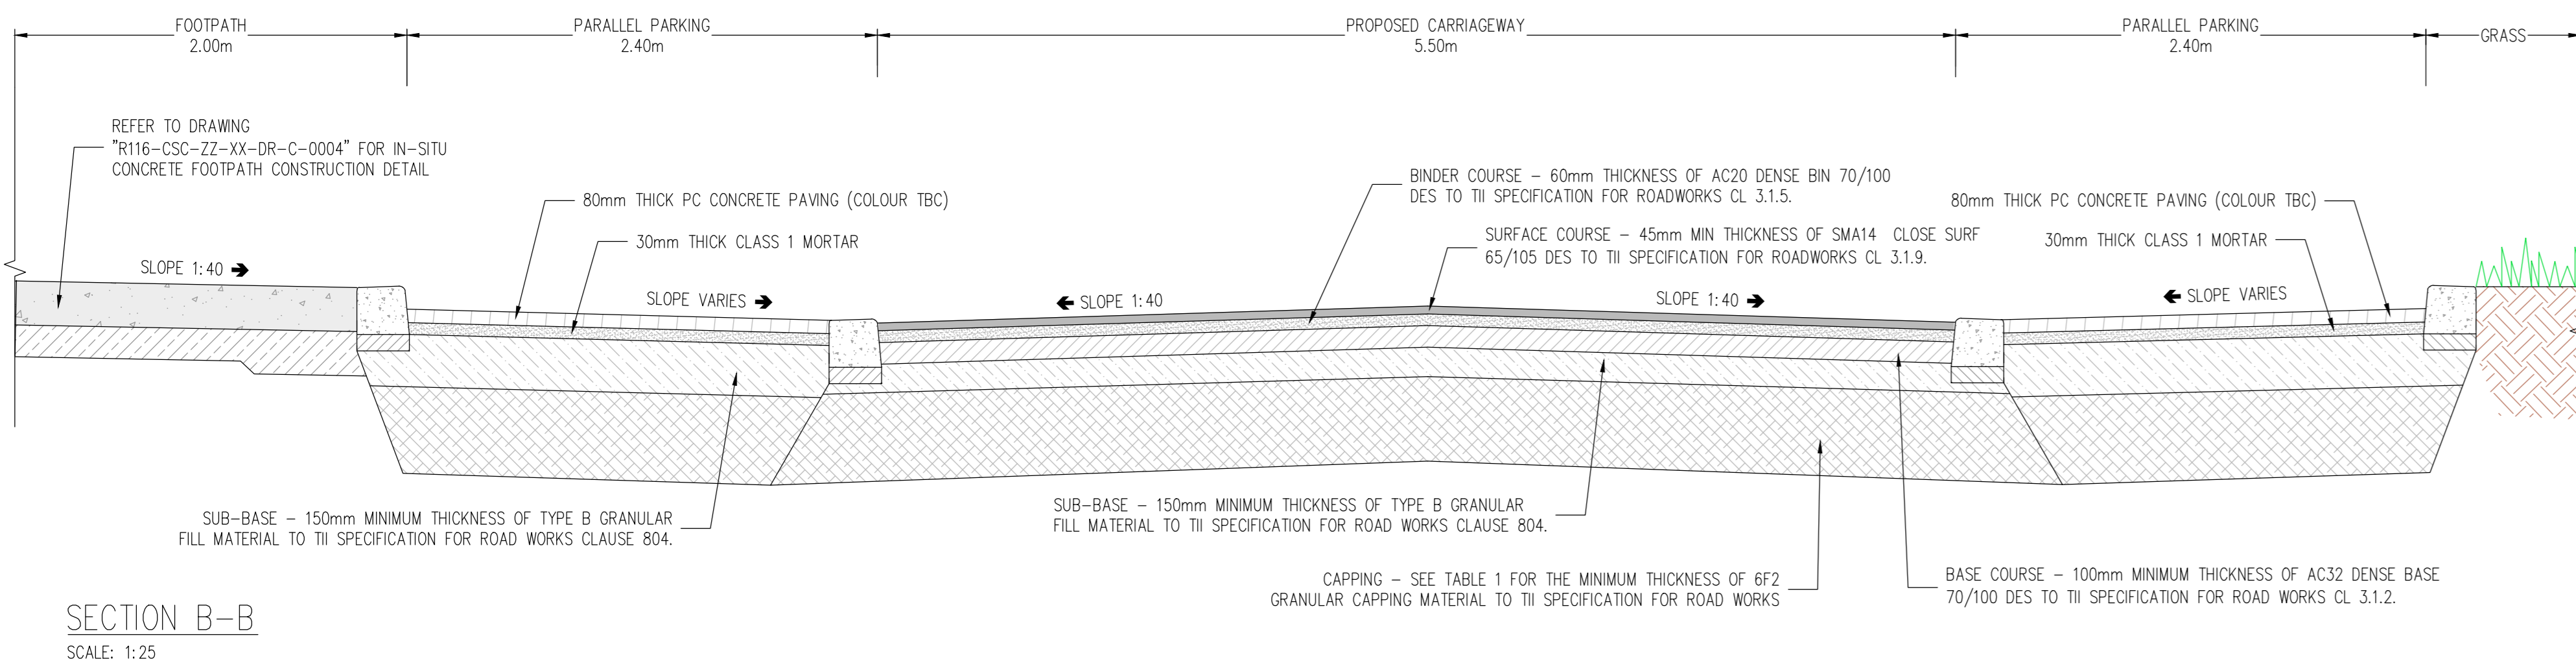 FOOTPATH
2.00m
PARALLEL PARKING
2.40m
PROPOSED CARRIAGEWAY
5.50m
PARALLEL PARKING
2.40m
GRASS
REFER TO DRAWING
"R116-CSC-ZZ-XX-DR-C-0004" FOR IN-SITU
CONCRETE FOOTPATH CONSTRUCTION DETAIL
80mm THICK PC CONCRETE PAVING (COLOUR TBC)
30mm THICK CLASS 1 MORTAR
BINDER COURSE - 60mm THICKNESS OF AC20 DENSE BIN 70/100
DES TO TII SPECIFICATION FOR ROADWORKS CL 3.1.5.
SURFACE COURSE - 45mm MIN THICKNESS OF SMA14 CLOSE SURF
65/105 DES TO TII SPECIFICATION FOR ROADWORKS CL 3.1.9.
80mm THICK PC CONCRETE PAVING (COLOUR TBC)
30mm THICK CLASS 1 MORTAR
SLOPE 1:40
SLOPE VARIES
SLOPE 1:40
SLOPE 1:40
SLOPE VARIES
SUB-BASE - 150mm MINIMUM THICKNESS OF TYPE B GRANULAR
FILL MATERIAL TO TII SPECIFICATION FOR ROAD WORKS CLAUSE 804.
SUB-BASE - 150mm MINIMUM THICKNESS OF TYPE B GRANULAR
FILL MATERIAL TO TII SPECIFICATION FOR ROAD WORKS CLAUSE 804.
CAPPING - SEE TABLE 1 FOR THE MINIMUM THICKNESS OF 6F2
GRANULAR CAPPING MATERIAL TO TII SPECIFICATION FOR ROAD WORKS
BASE COURSE - 100mm MINIMUM THICKNESS OF AC32 DENSE BASE
70/100 DES TO TII SPECIFICATION FOR ROAD WORKS CL 3.1.2.
SECTION B-B
SCALE: 1:25